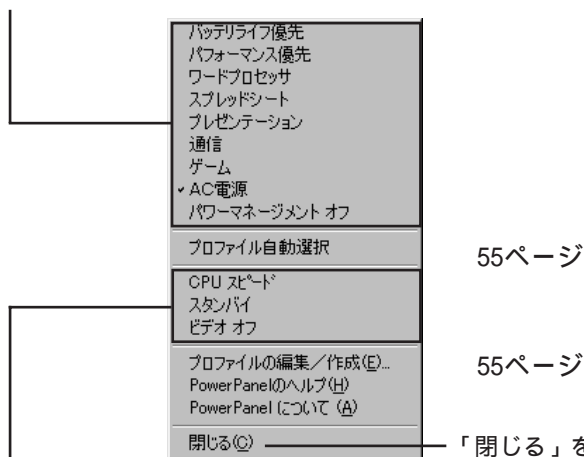 バッテリライフ優先
パフォーマンス優先
ワードプロセッサ
スプレッドシート
プレゼンテーション
通信
ゲーム
✓AC電源
パワーマネージメント オフ
プロファイル自動選択
55ページ
CPU スピード
スタンバイ
ビデオ オフ
プロファイルの編集/作成(E)...
55ページ
PowerPanelのヘルプ(H)
PowerPanel について (A)
閉じる(C)
「閉じる」を